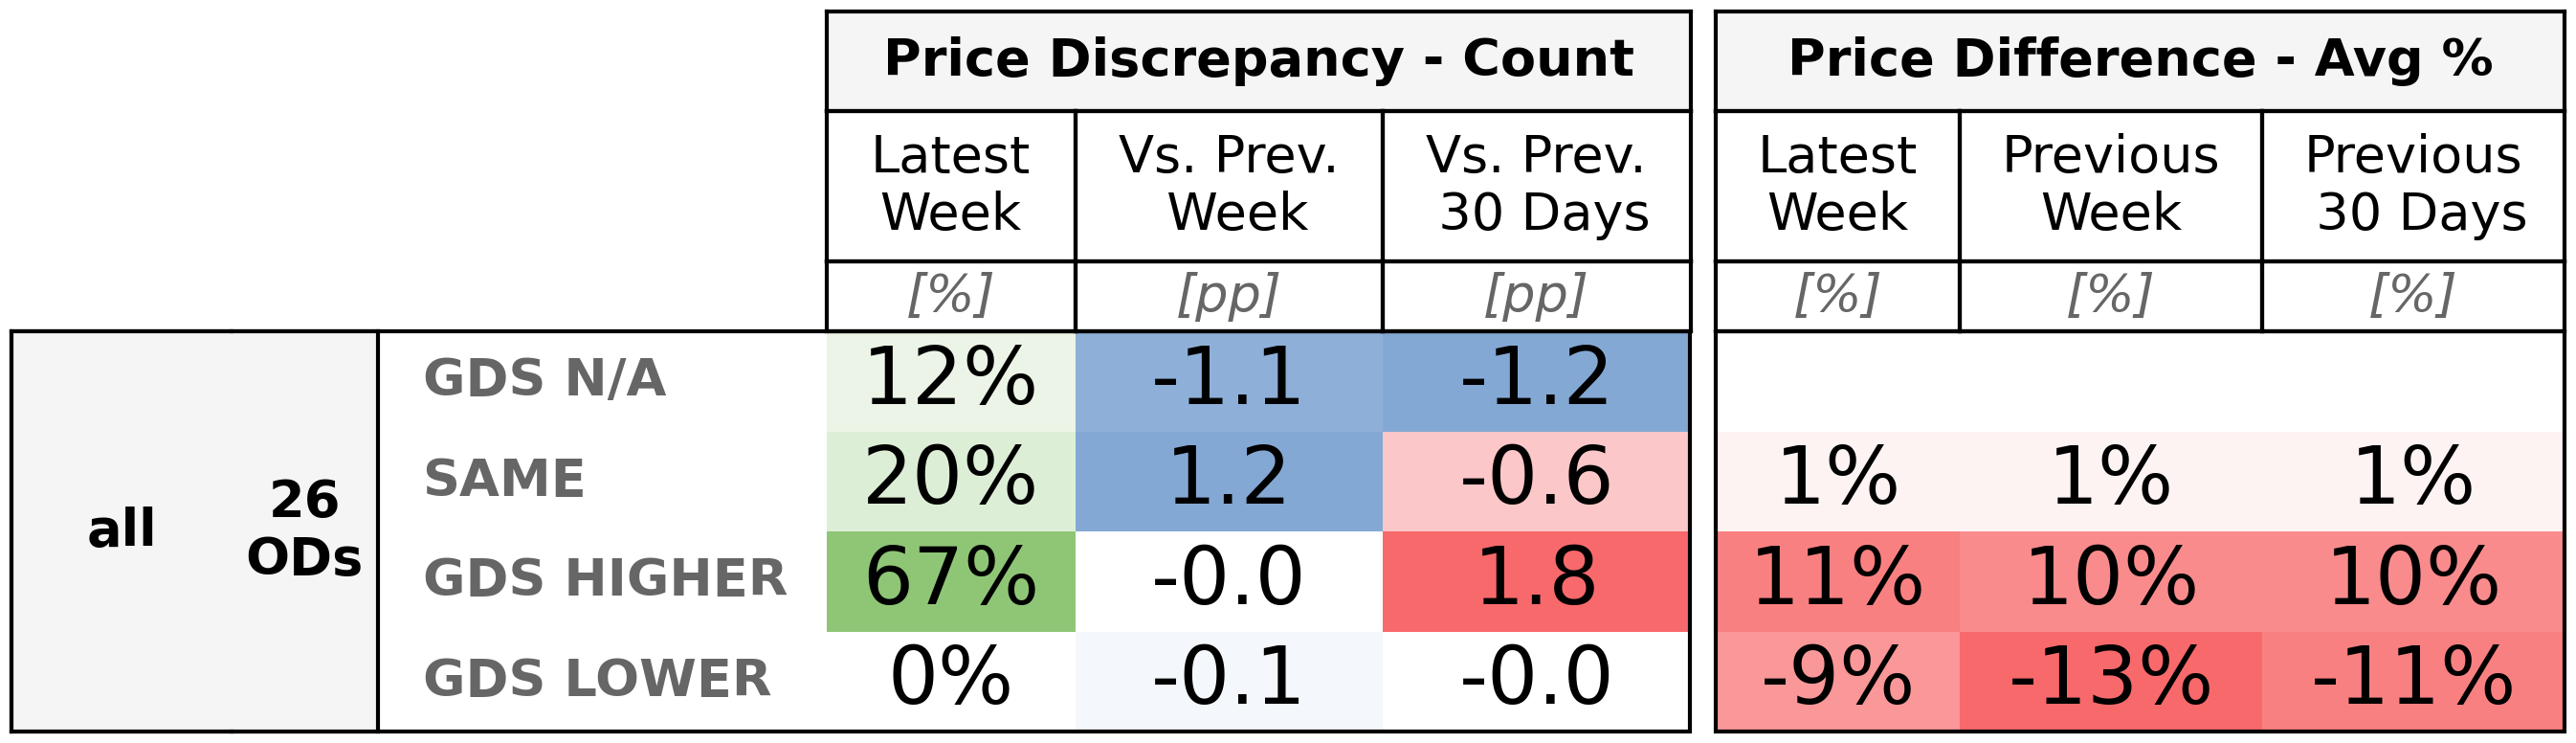 Price Discrepancy - Count Price Difference - Avg %
Latest Week Vs. Prev. Week Vs. Prev. 30 Days Latest Week Previous Week Previous 30 Days
[%] [pp] [pp] [%] [%] [%]
all 26 ODs
GDS N/A 12% -1.1 -1.2
SAME 20% 1.2 -0.6 1% 1% 1%
GDS HIGHER 67% -0.0 1.8 11% 10% 10%
GDS LOWER 0% -0.1 -0.0 -9% -13% -11%